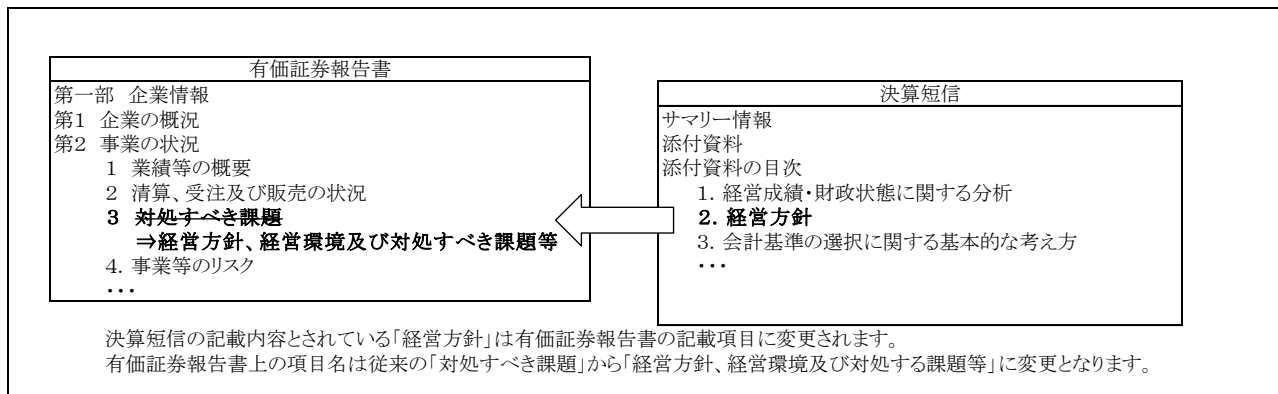 有価証券報告書
第一部 企業情報
第1 企業の概況
第2 事業の状況
1 業績等の概要
2 清算、受注及び販売の状況
3 対処すべき課題
⇒経営方針、経営環境及び対処すべき課題等
4. 事業等のリスク
・・・
決算短信
サマリー情報
添付資料
添付資料の目次
1. 経営成績・財政状態に関する分析
2. 経営方針
3. 会計基準の選択に関する基本的な考え方
・・・
決算短信の記載内容とされている「経営方針」は有価証券報告書の記載項目に変更されます。
有価証券報告書上の項目名は従来の「対処すべき課題」から「経営方針、経営環境及び対処する課題等」に変更となります。